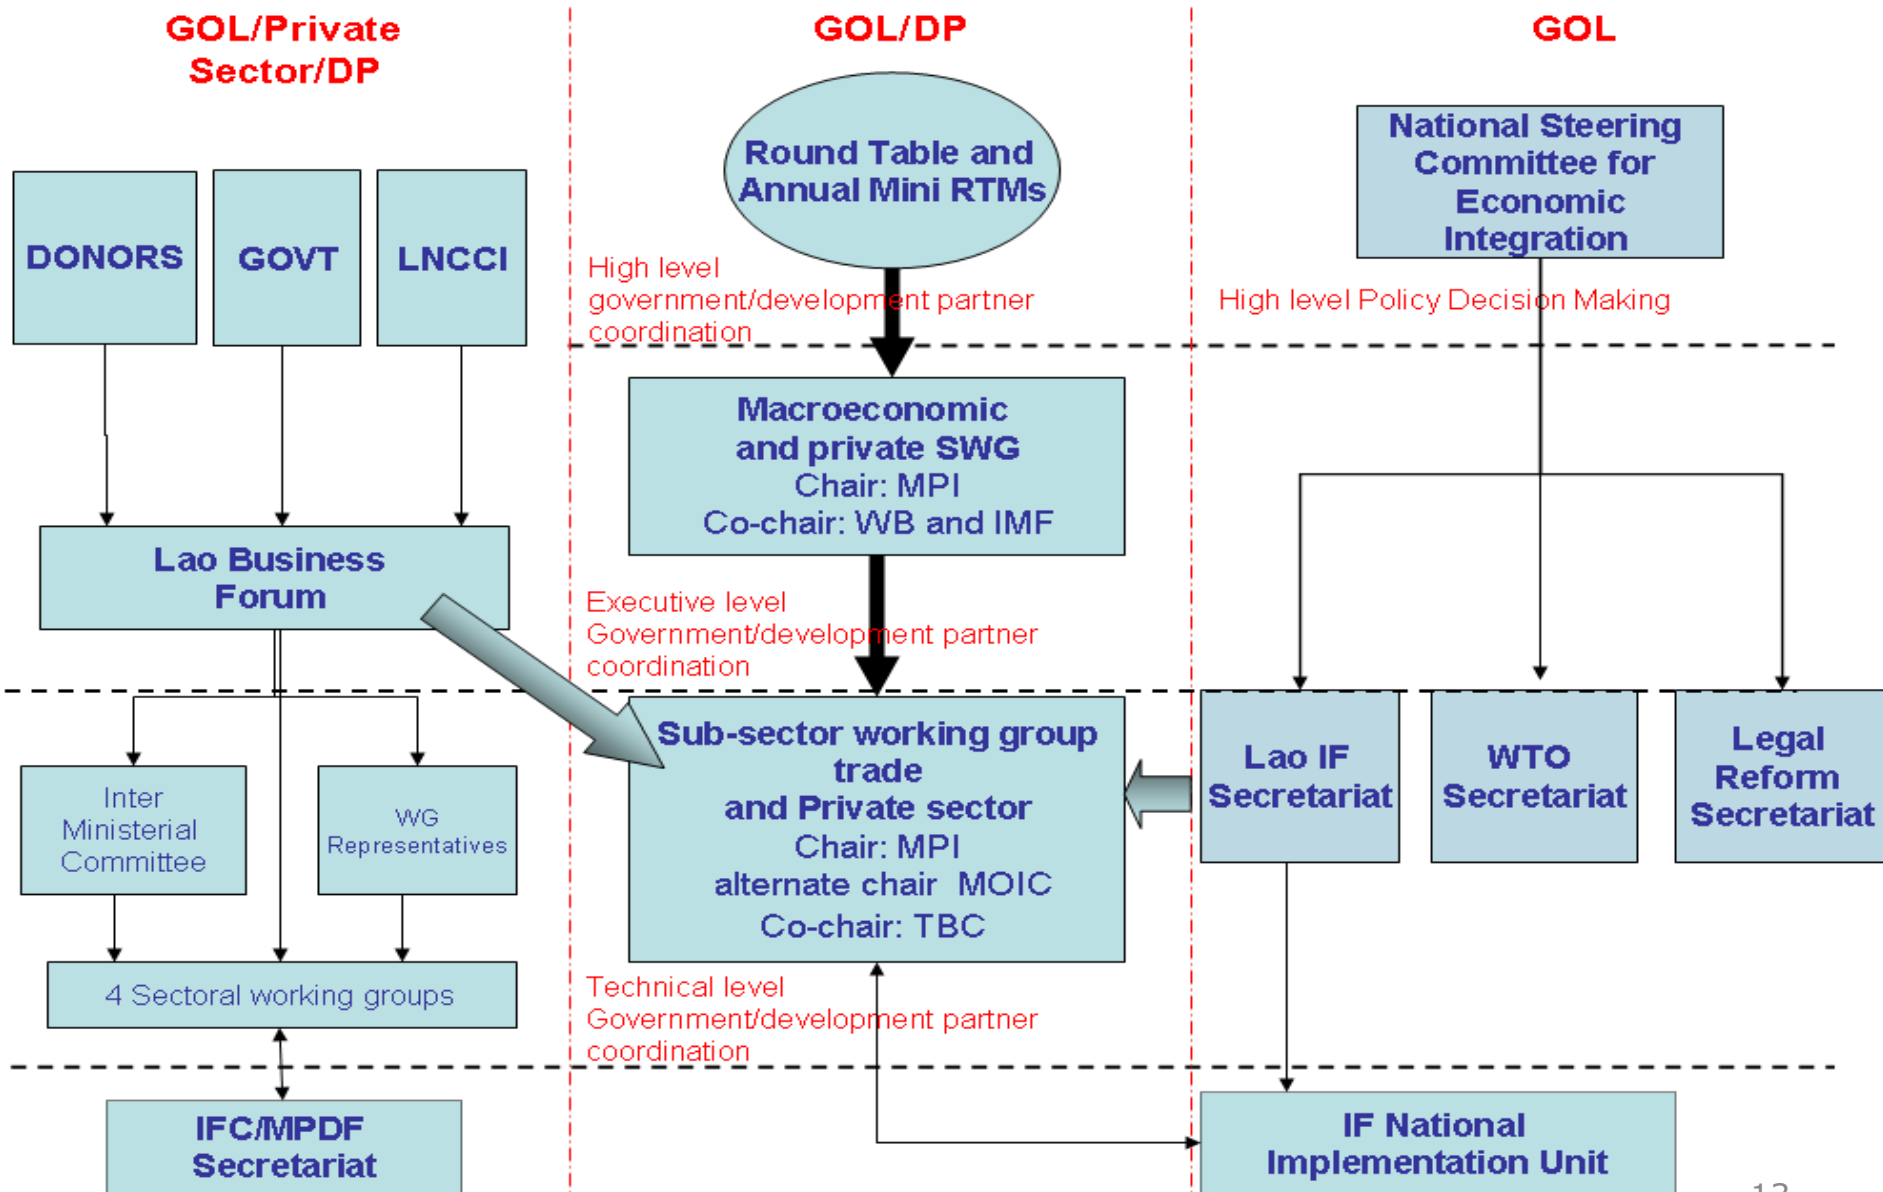 GOL/Private
Sector/DP
GOL/DP
GOL
DONORS
GOVT
LNCCI
Lao Business
Forum
Inter
Ministerial
Committee
WG
Representatives
4 Sectoral working groups
IFC/MPDF
Secretariat
Round Table and
Annual Mini RTMs
High level
government/development partner
coordination
Macroeconomic
and private SWG
Chair: MPI
Co-chair: WB and IMF
Executive level
Government/development partner
coordination
Sub-sector working group
trade
and Private sector
Chair: MPI
alternate chair MOIC
Co-chair: TBC
Technical level
Government/development partner
coordination
National Steering
Committee for
Economic
Integration
High level Policy Decision Making
Lao IF
Secretariat
WTO
Secretariat
Legal
Reform
Secretariat
IF National
Implementation Unit